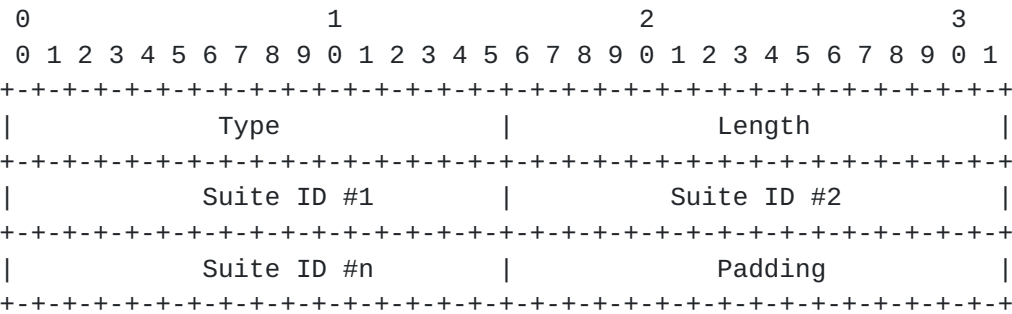 0                   1                   2                   3
 0 1 2 3 4 5 6 7 8 9 0 1 2 3 4 5 6 7 8 9 0 1 2 3 4 5 6 7 8 9 0 1
+-+-+-+-+-+-+-+-+-+-+-+-+-+-+-+-+-+-+-+-+-+-+-+-+-+-+-+-+-+-+-+-+
|             Type              |             Length            |
+-+-+-+-+-+-+-+-+-+-+-+-+-+-+-+-+-+-+-+-+-+-+-+-+-+-+-+-+-+-+-+-+
|            Suite ID #1        |          Suite ID #2          |
+-+-+-+-+-+-+-+-+-+-+-+-+-+-+-+-+-+-+-+-+-+-+-+-+-+-+-+-+-+-+-+-+
|            Suite ID #n        |             Padding           |
+-+-+-+-+-+-+-+-+-+-+-+-+-+-+-+-+-+-+-+-+-+-+-+-+-+-+-+-+-+-+-+-+